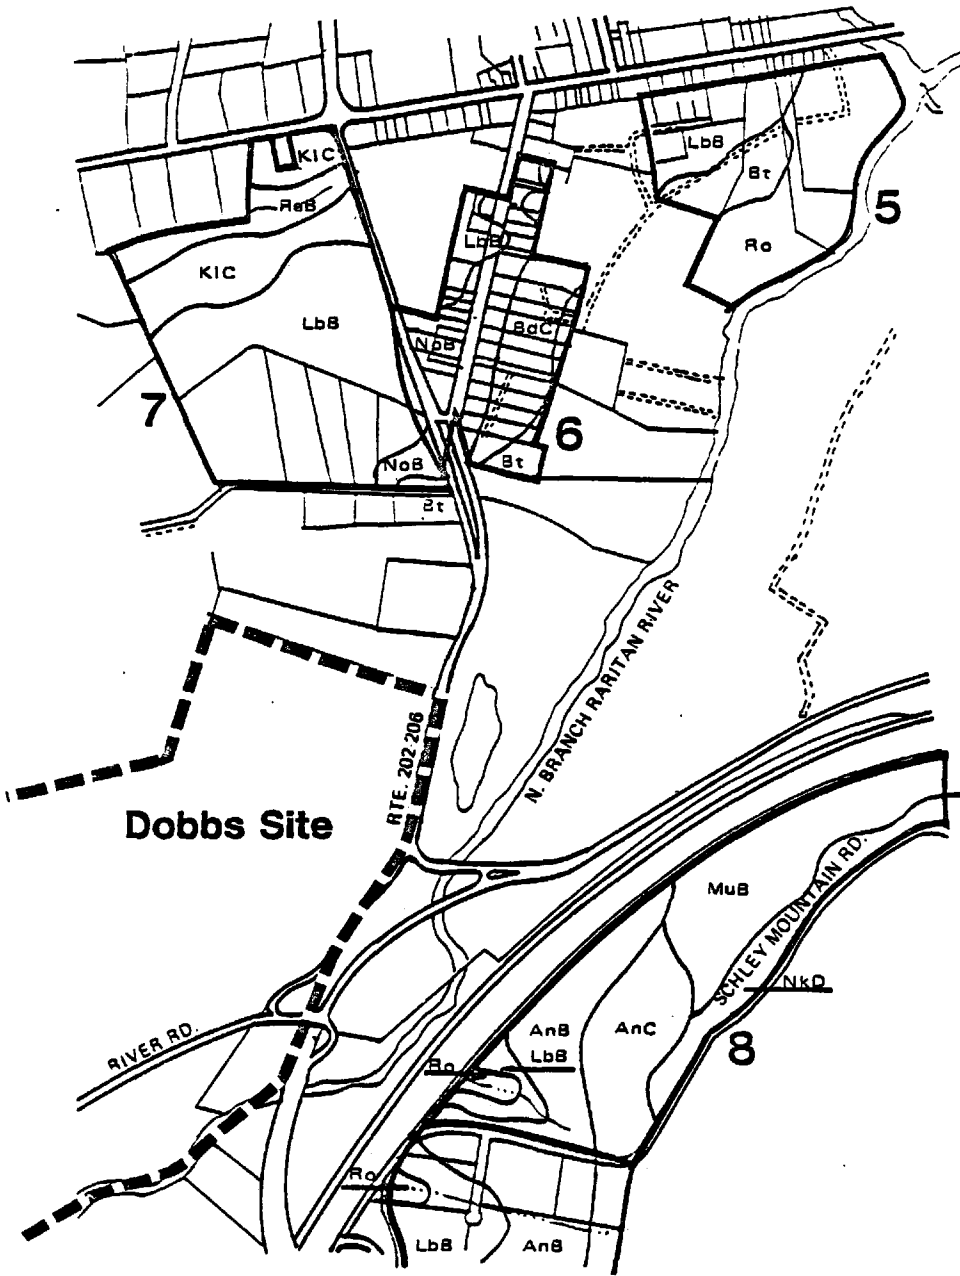 KIC
LbB
ReB
Bt
5
LbB
Ro
KIC
LbB
BdC
NoB
7
6
NoB
Bt
Bt
N. BRANCH RARITAN RIVER
RTE. 202-206
Dobbs Site
MuB
SCHLEY MOUNTAIN RD.
NkD
AnB
AnC
RIVER RD.
LbB
8
Ro
Ro
LbB
AnB